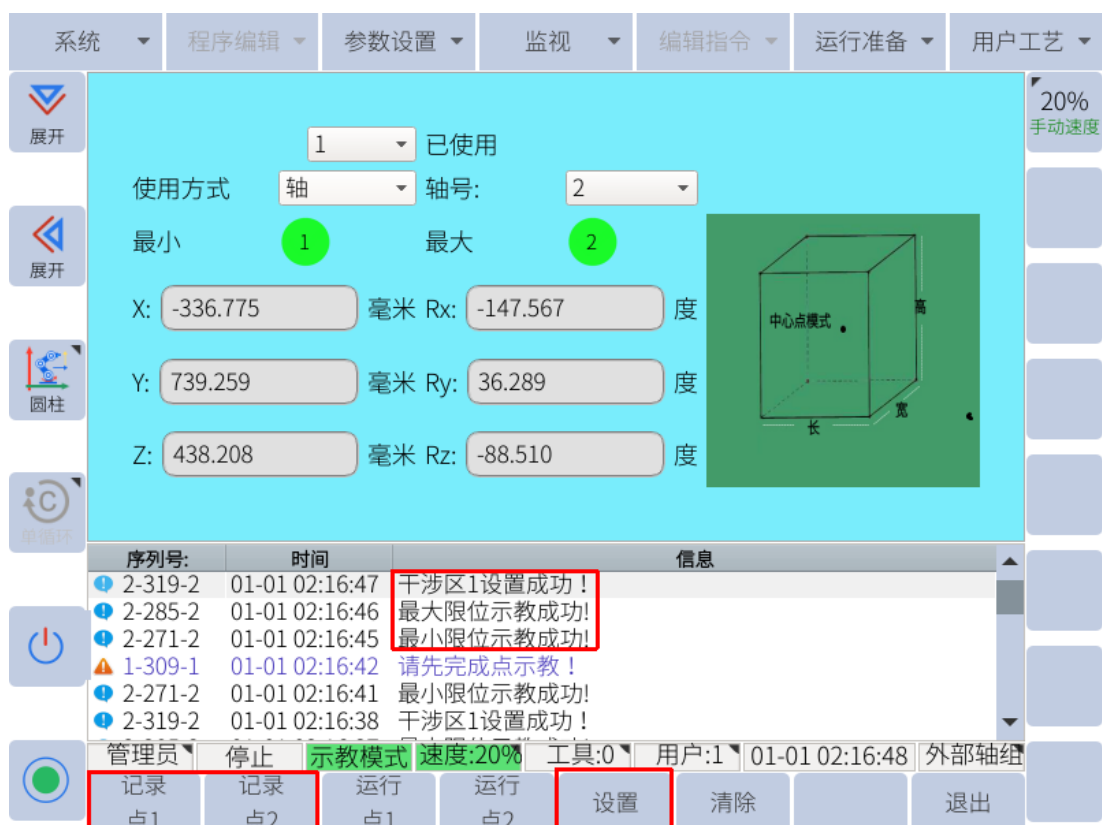 系统 程序编辑 参数设置 监视 编辑指令 运行准备 用户工艺
展开
20%
手动速度
1 已使用
使用方式 轴 轴号: 2
最小 1 最大 2
展开
X: -336.775 毫米 Rx: -147.567 度
Y: 739.259 毫米 Ry: 36.289 度
Z: 438.208 毫米 Rz: -88.510 度
中心点模式
高
宽
长
圆柱
C
单循环
序列号: 时间 信息
2-319-2 01-01 02:16:47 干涉区1设置成功！
2-285-2 01-01 02:16:46 最大限位示教成功!
2-271-2 01-01 02:16:45 最小限位示教成功!
1-309-1 01-01 02:16:42 请先完成点示教！
2-271-2 01-01 02:16:41 最小限位示教成功!
2-319-2 01-01 02:16:38 干涉区1设置成功！
管理员 停止 示教模式 速度:20% 工具:0 用户:1 01-01 02:16:48 外部轴组
记录 记录 运行 运行
点1 点2 点1 点2 设置 清除 退出